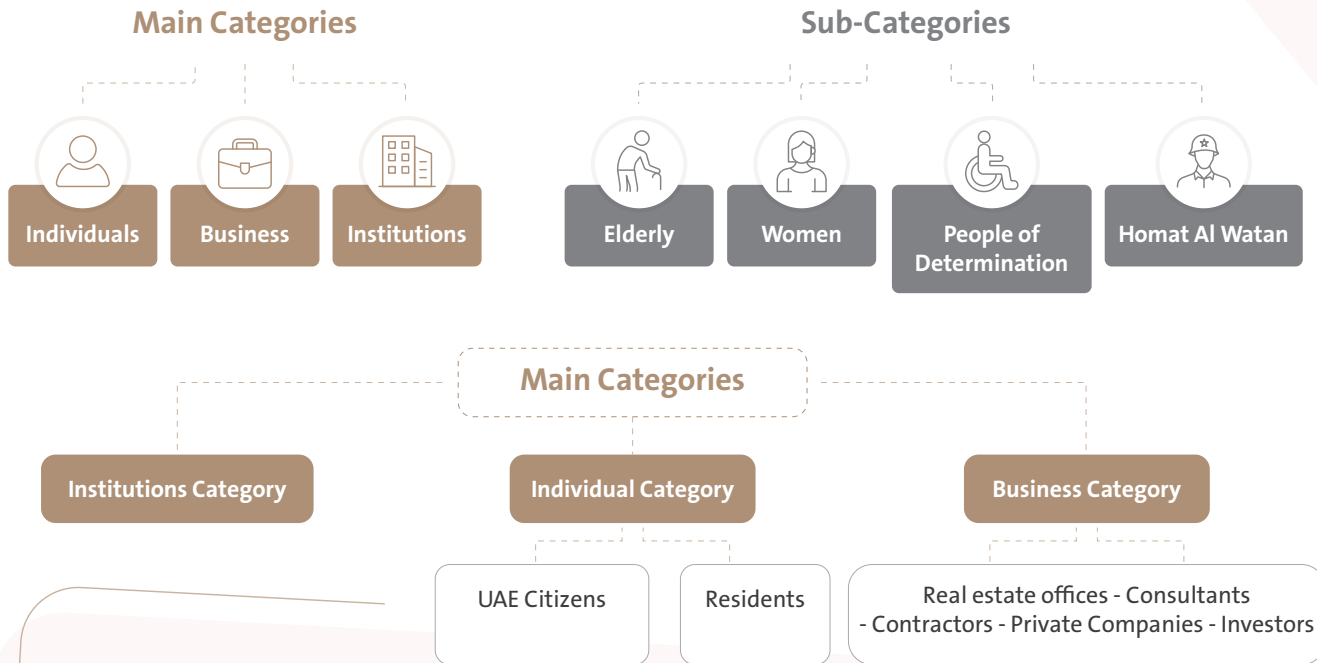 Main Categories
Sub-Categories
Individuals
Business
Institutions
Elderly
Women
People of
Determination
Homat Al Watan
Main Categories
Institutions Category
Individual Category
Business Category
UAE Citizens
Residents
Real estate offices - Consultants
- Contractors - Private Companies - Investors